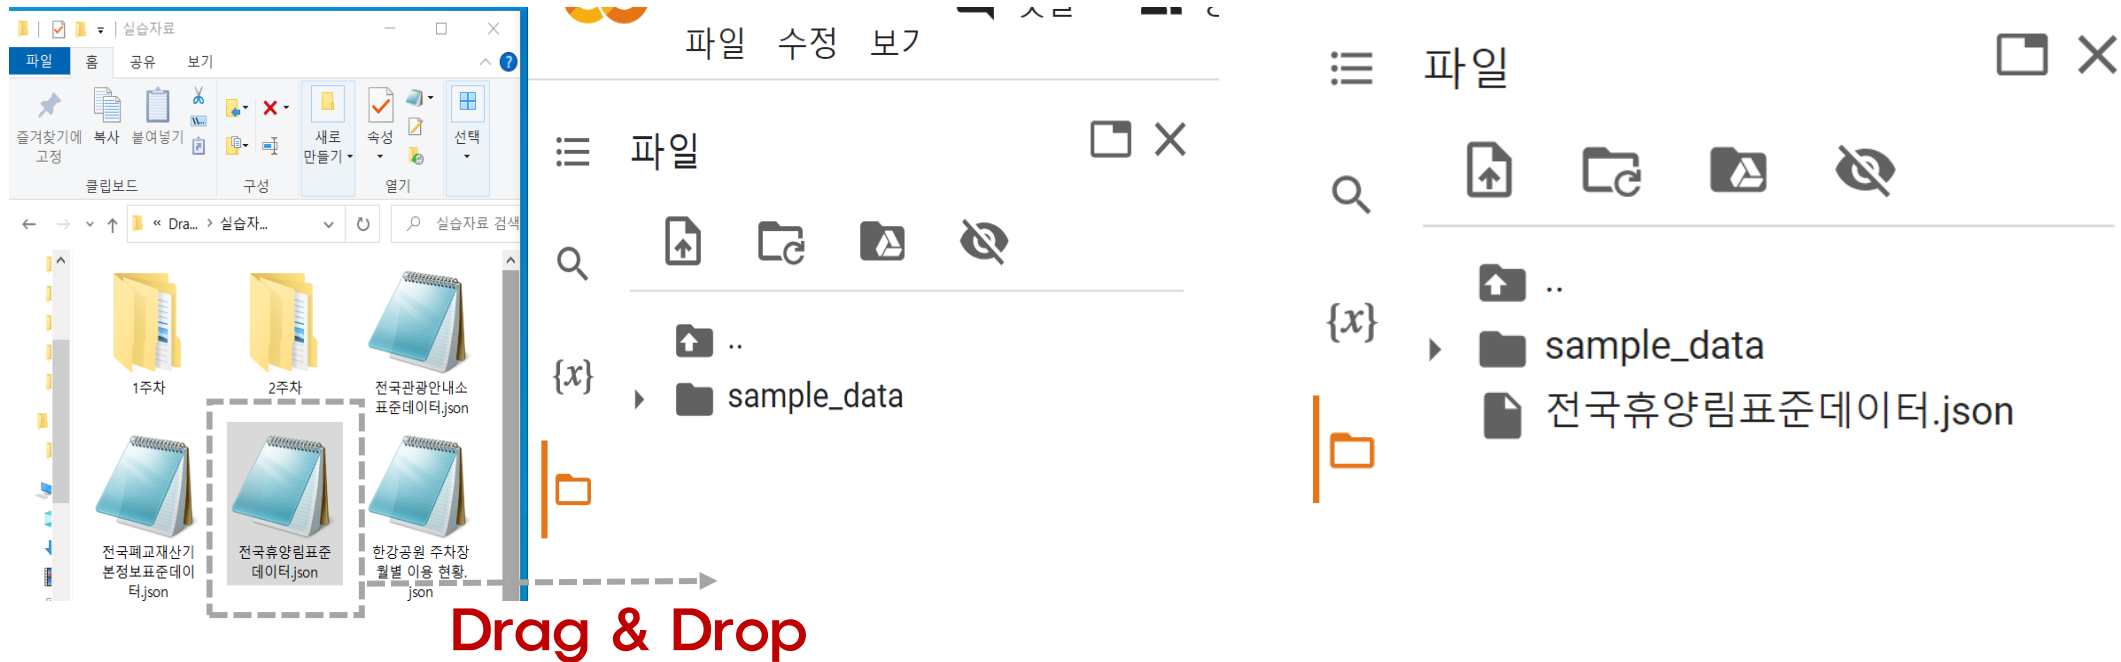 실습자료
파일 홈 공유 보기
즐겨찾기에
고정
복사
붙여넣기
새로
만들기
속성
선택
클립보드
구성
열기
« Dra... > 실습자...
실습자료 검색
1주차
2주차
전국관광안내소
표준데이터.json
전국폐교재산기
본정보표준데이
터.json
전국휴양림표준
데이터.json
한강공원 주차장
월별 이용 현황.
json
Drag & Drop
파일 수정 보기
파일
{x}
..
sample_data
파일
{x}
..
sample_data
전국휴양림표준데이터.json